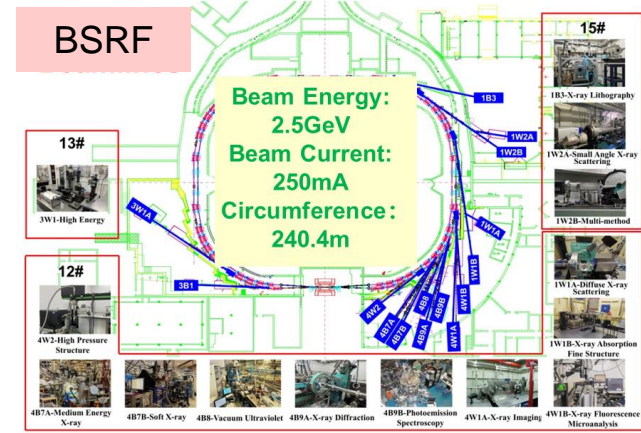 BSRF
Beam Energy:
2.5GeV
Beam Current:
250mA
Circumference:
240.4m
15#
1B3-X-ray Lithography
1W2A-Small Angle X-ray
Scattering
1W2B-Multi-method
13#
3W1-High Energy
12#
4W2-High Pressure
Structure
1W1A-Diffuse X-ray
Scattering
1W1B-X-ray Absorption
Fine Structure
4B7A-Medium Energy
X-ray
4B7B-Soft X-ray
4B8-Vacuum Ultraviolet
4B9A-X-ray Diffraction
4B9B-Photoemission
Spectroscopy
4W1A-X-ray Imaging
4W1B-X-ray Fluorescence
Microanalysis
1B3
1W2A
1W2B
3W1A
3B1
1W1A
1W1B
4W1B
4W1A
4B9B
4B9A
4B8
4B7B
4B7A
4W2